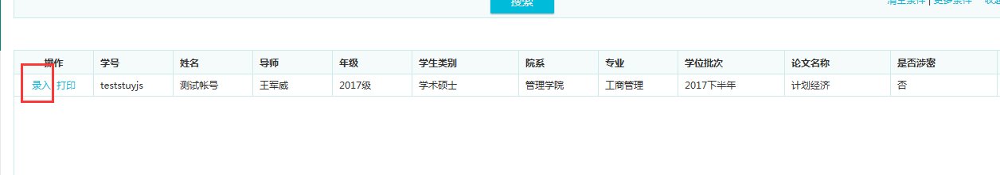 搜索
清空条件 | 更多条件
操作 学号 姓名 导师 年级 学生类别 院系 专业 学位批次 论文名称 是否涉密
录入 打印 teststuyjs 测试帐号 王军威 2017级 学术硕士 管理学院 工商管理 2017下半年 计划经济 否